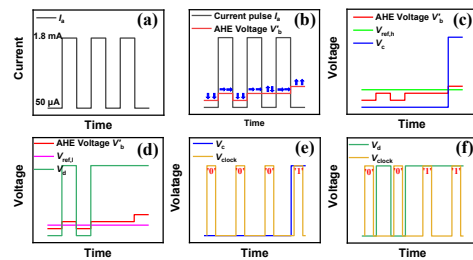 (a)
I_a
1.8 mA
50 µA
Current
Time
(b)
Current pulse I_a
AHE Voltage V'_b
Time
(c)
AHE Voltage V'_b
V_ref,h
V_c
Voltage
Time
(d)
AHE Voltage V'_b
V_ref,l
V_d
Voltage
Time
(e)
V_c
V_clock
'0' '0' '0' '1'
Volatage
Time
(f)
V_d
V_clock
'0' '0' '1' '1'
Voltage
Time